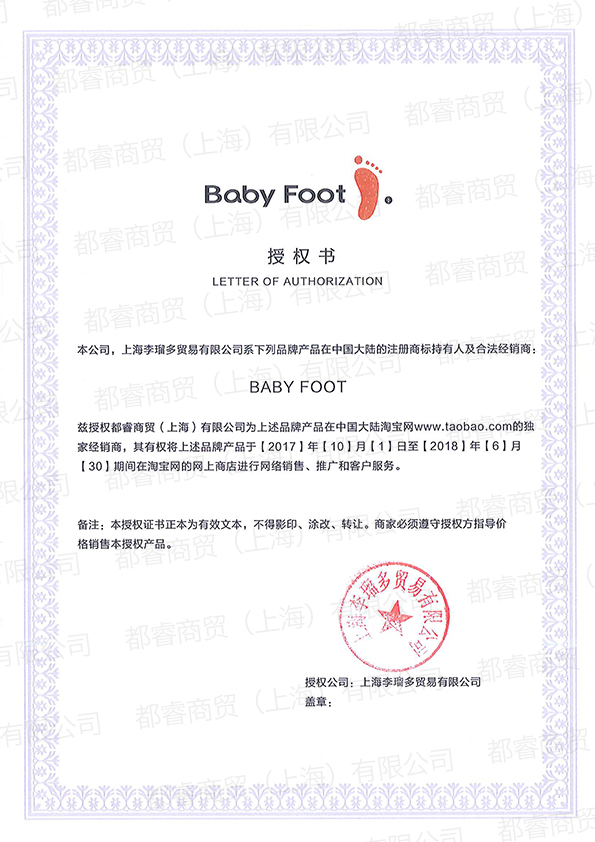 Baby Foot
授权书
LETTER OF AUTHORIZATION
本公司，上海李瑠多贸易有限公司系下列品牌产品在中国大陆的注册商标持有人及合法经销商：
BABY FOOT
兹授权都睿商贸（上海）有限公司为上述品牌产品在中国大陆淘宝网www.taobao.com的独
家经销商，其有权将上述品牌产品于【2017】年【10】月【1】日至【2018】年【6】月
【30】期间在淘宝网的网上商店进行网络销售、推广和客户服务。
备注：本授权证书正本为有效文本，不得影印、涂改、转让。商家必须遵守授权方指导价
格销售本授权产品。
上海李瑠多贸易有限公司
授权公司：上海李瑠多贸易有限公司
盖章：
都睿商贸（上海）有限公司